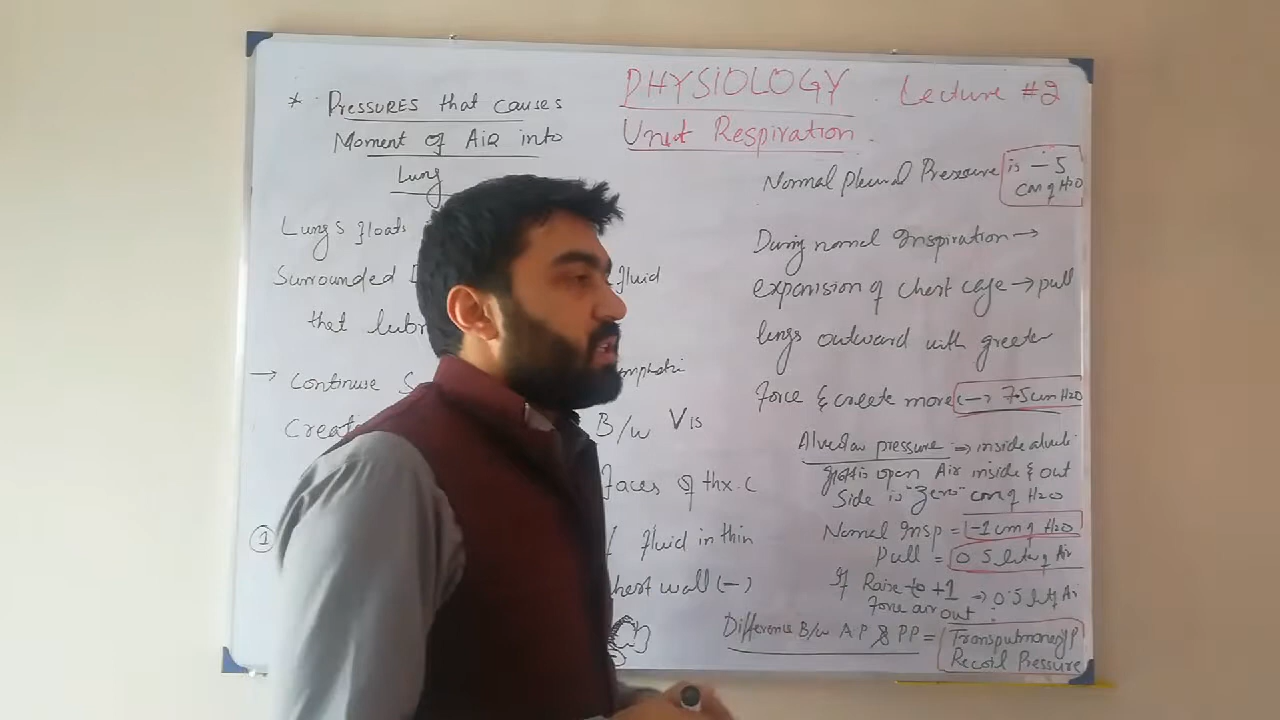 PHYSIOLOGY Lecture #2
Unit Respiration
* PRESSURES that causes
Moment of AiR into
Lung
Lungs floats
Surrounded fluid
that lubr
→ Continue S
Creat B/w Vis
faces of thx. C
① fluid in thin
chest wall (-)
Normal Pleural Pressure is -5
cm of H2O
During normal Inspiration →
expansion of chest cage → pull
lungs outward with greater
Force & create more (-) 7.5 cm H2O
Alveolar pressure → inside alveoli
glottis open Air inside & out
Side is "Zero" cm of H2O
Normal Insp = -1 cm of H2O
Pull = 0.5 liter of Air
If Raise to +1 → 0.5 lit of Air
Force air out
Difference B/w AP & PP = Transpulmonary P
Recoil Pressure